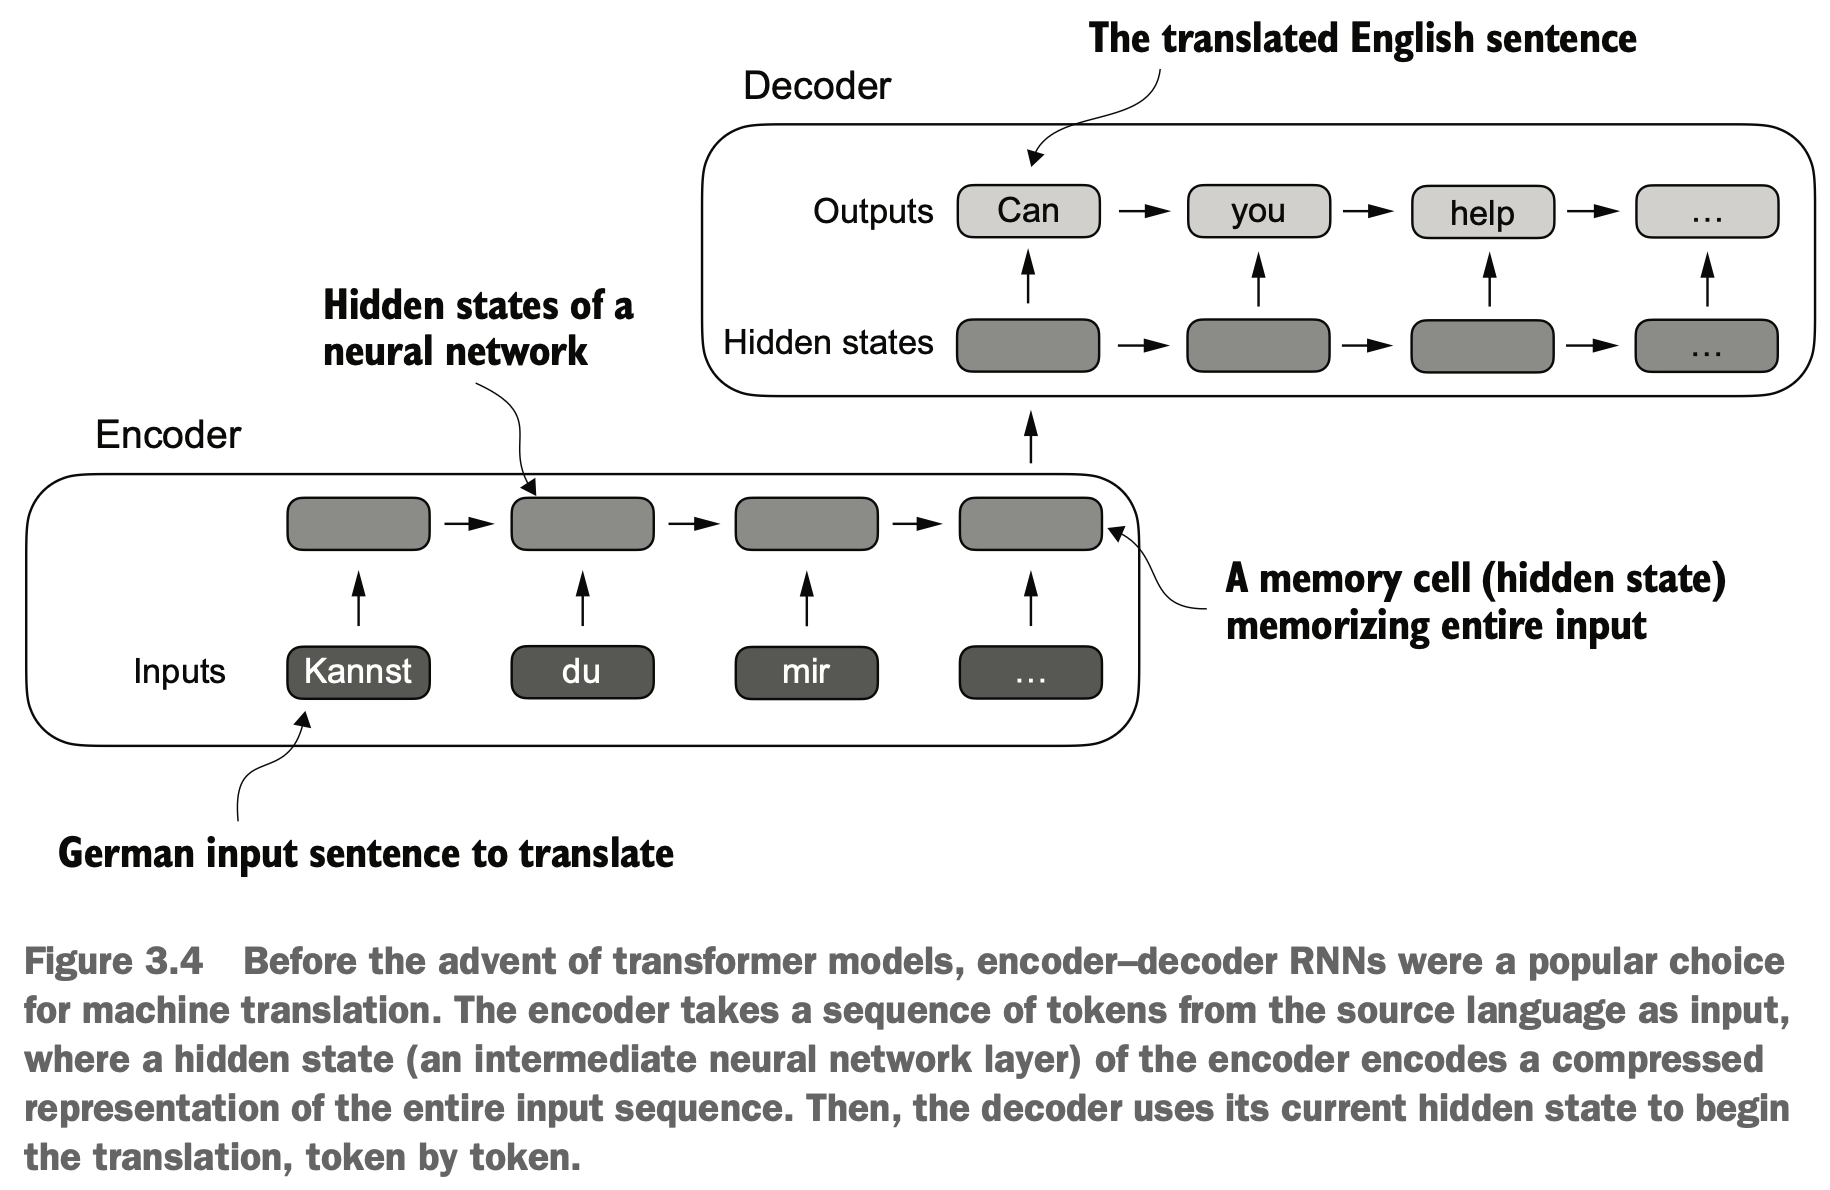 The translated English sentence
Decoder
Outputs Can you help ...
Hidden states of a
neural network
Hidden states ...
Encoder
A memory cell (hidden state)
memorizing entire input
Inputs Kannst du mir ...
German input sentence to translate
Figure 3.4 Before the advent of transformer models, encoder–decoder RNNs were a popular choice
for machine translation. The encoder takes a sequence of tokens from the source language as input,
where a hidden state (an intermediate neural network layer) of the encoder encodes a compressed
representation of the entire input sequence. Then, the decoder uses its current hidden state to begin
the translation, token by token.